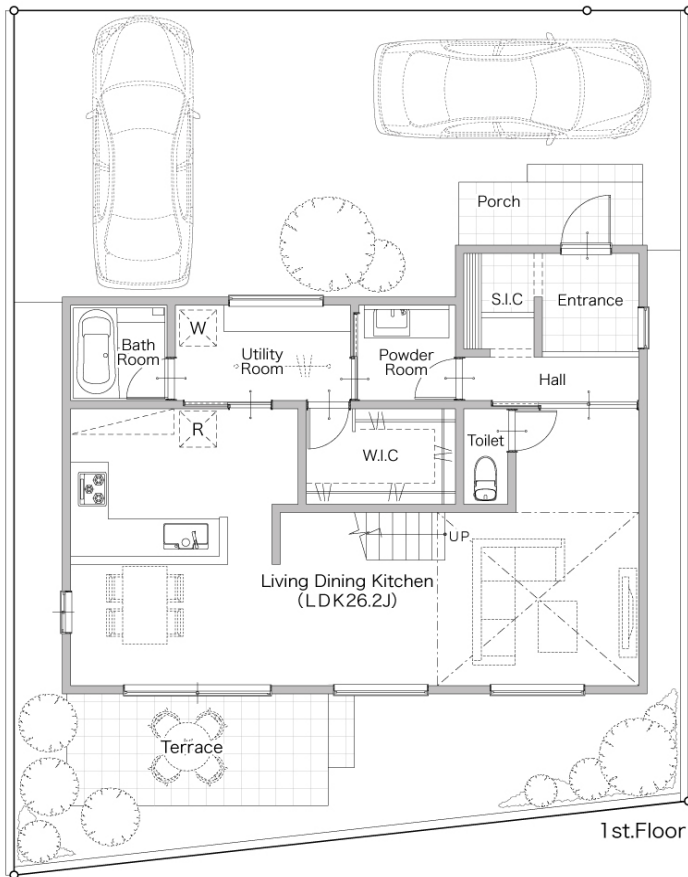 Porch
S.I.C
Entrance
W
Bath
Room
Utility
Room
Powder
Room
Hall
R
W.I.C
Toilet
UP
Living Dining Kitchen
(LDK26.2J)
Terrace
1st.Floor